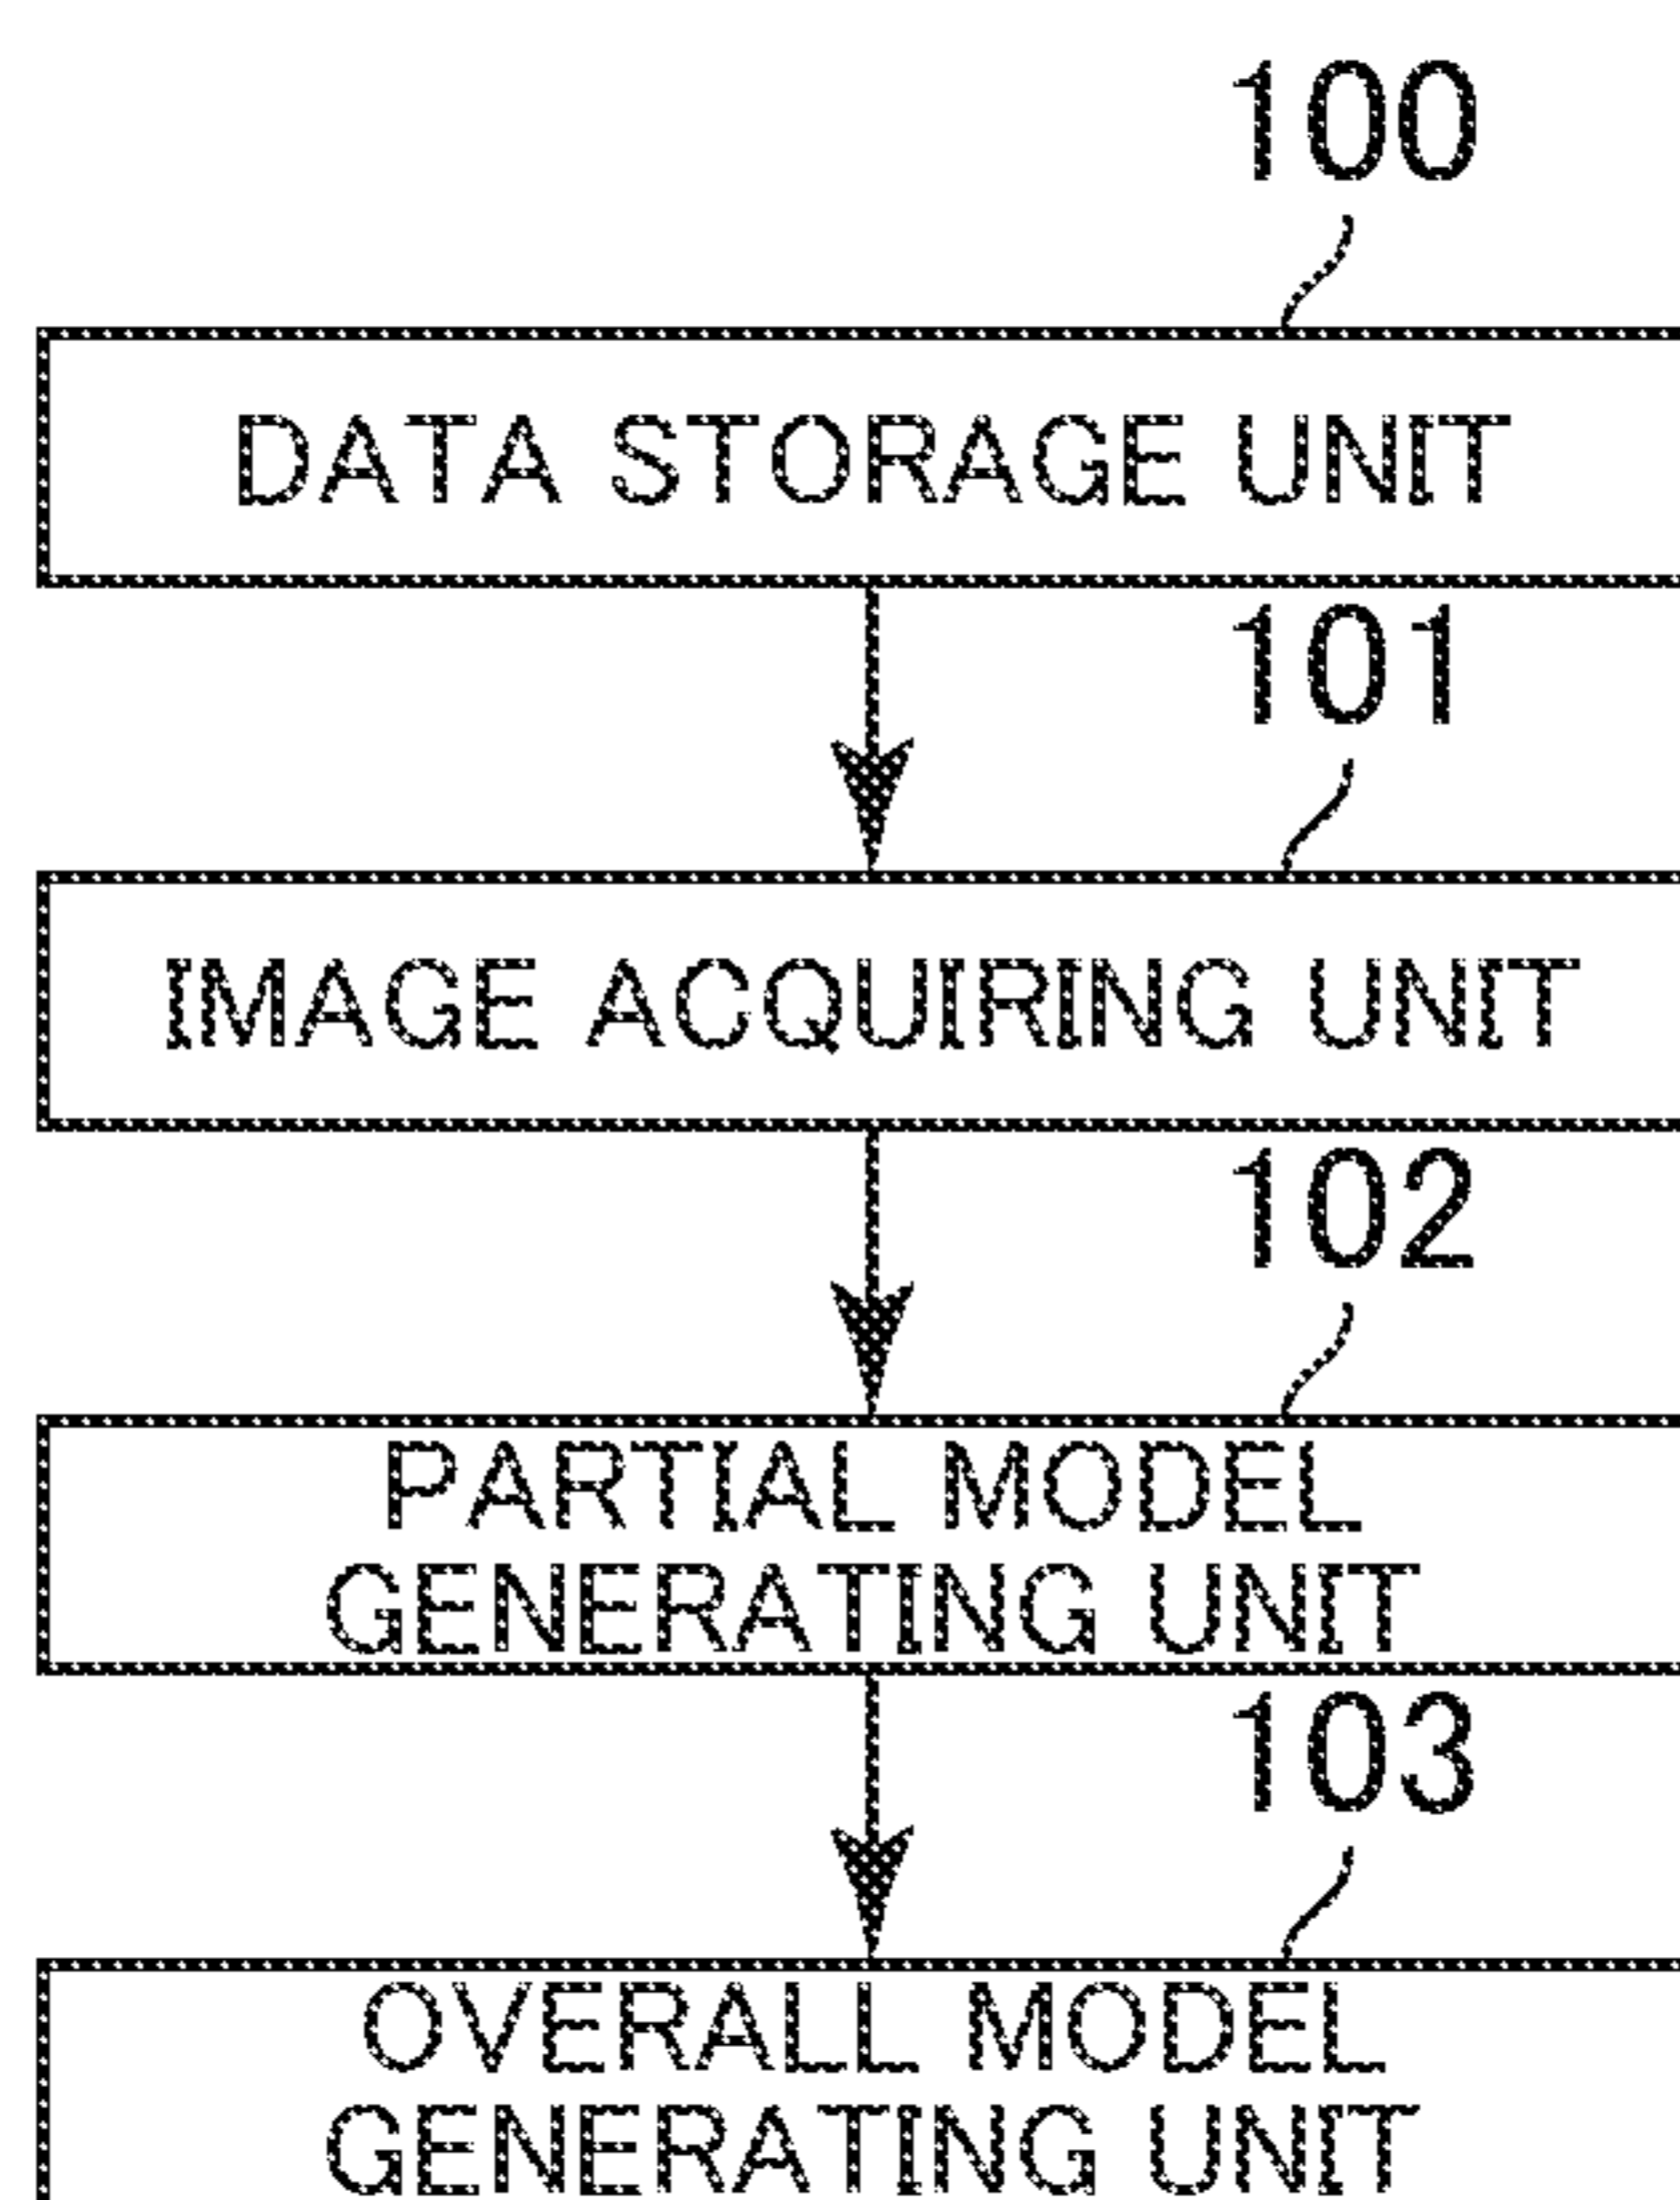 100
DATA STORAGE UNIT
101
IMAGE ACQUIRING UNIT
102
PARTIAL MODEL
GENERATING UNIT
103
OVERALL MODEL
GENERATING UNIT